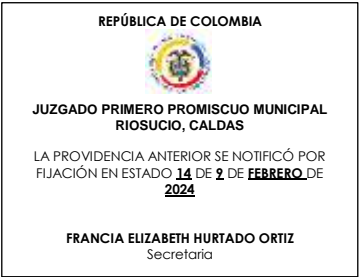 REPÚBLICA DE COLOMBIA
JUZGADO PRIMERO PROMISCUO MUNICIPAL
RIOSUCIO, CALDAS
LA PROVIDENCIA ANTERIOR SE NOTIFICÓ POR
FIJACIÓN EN ESTADO 14 DE 9 DE FEBRERO DE
2024
FRANCIA ELIZABETH HURTADO ORTIZ
Secretaria